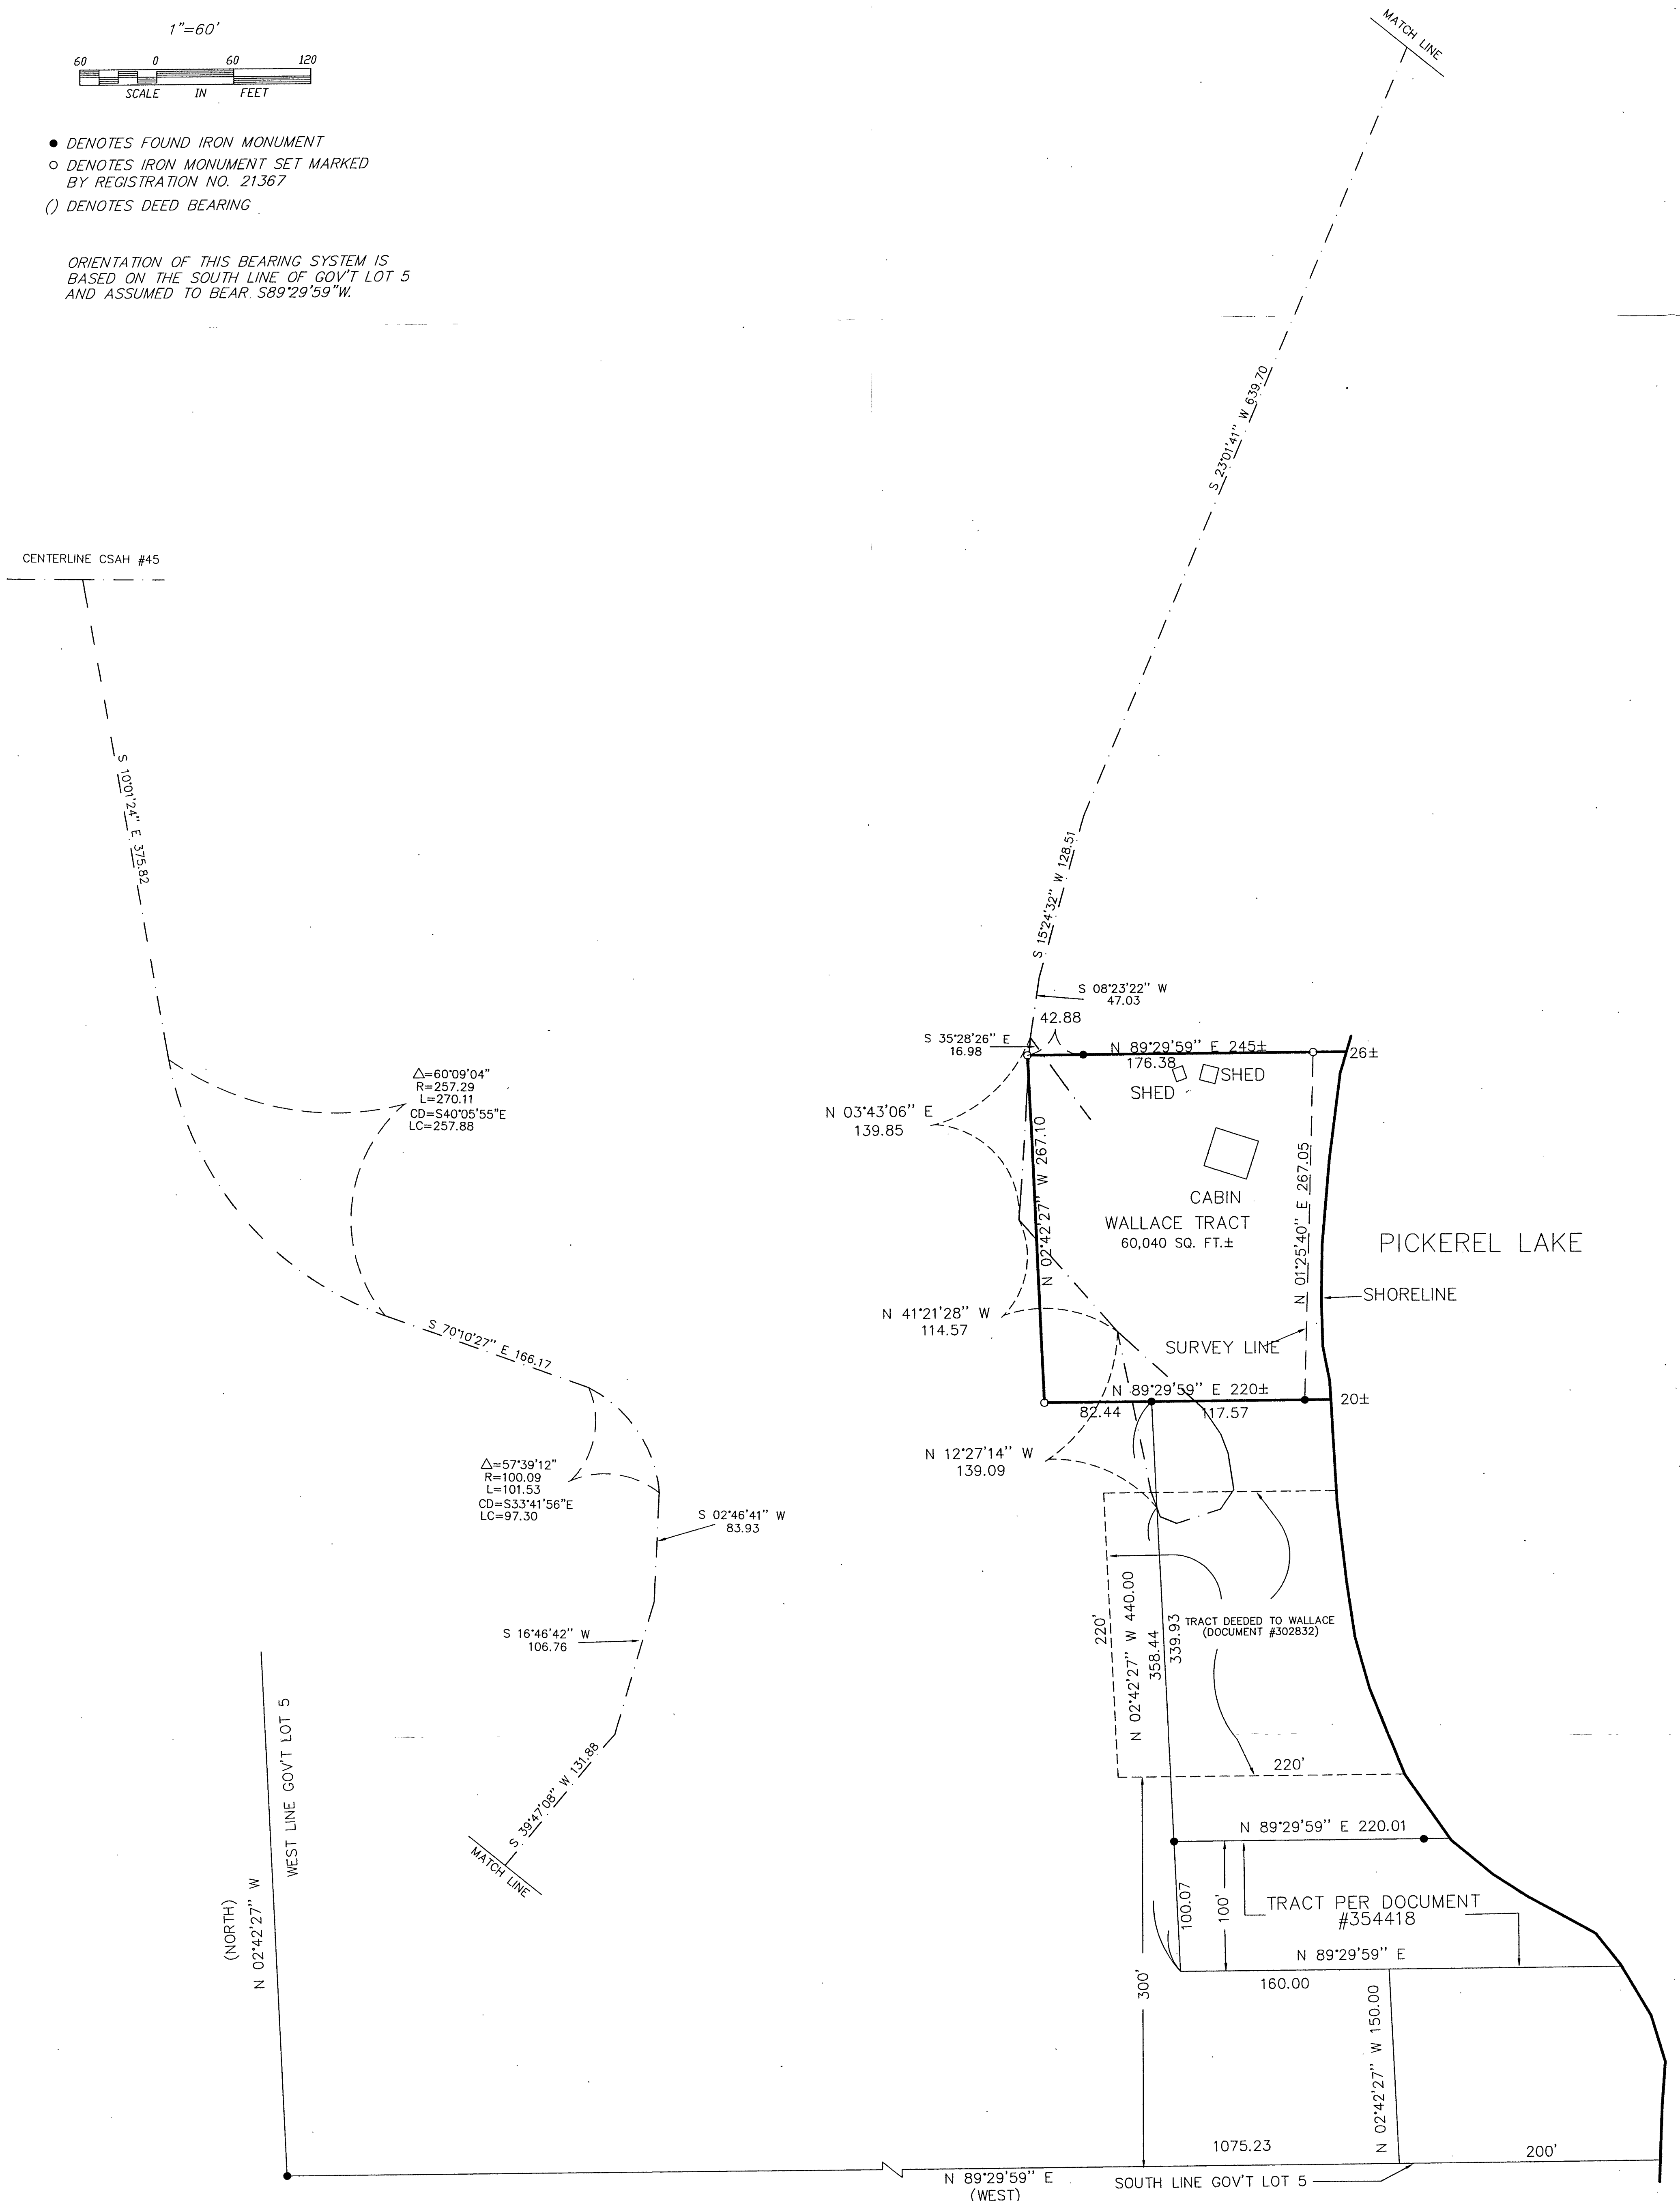 1"=60'
60 0 60 120
SCALE IN FEET
● DENOTES FOUND IRON MONUMENT
○ DENOTES IRON MONUMENT SET MARKED
BY REGISTRATION NO. 21367
() DENOTES DEED BEARING
ORIENTATION OF THIS BEARING SYSTEM IS
BASED ON THE SOUTH LINE OF GOV'T LOT 5
AND ASSUMED TO BEAR S89°29'59"W.
MATCH LINE
S 23°01'41" W 639.70
CENTERLINE CSAH #45
S 10°01'24" E 375.82
S 15°24'32" W 128.51
S 08°23'22" W
47.03
42.88
S 35°28'26" E
16.98
N 89°29'59" E 245±
176.38
26±
SHED
SHED
△=60°09'04"
R=257.29
L=270.11
CD=S40°05'55"E
LC=257.88
N 03°43'06" E
139.85
N 02°42'27" W 267.10
N 01°25'40" E 267.05
CABIN
WALLACE TRACT
60,040 SQ. FT.±
PICKEREL LAKE
SHORELINE
N 41°21'28" W
114.57
SURVEY LINE
S 70°10'27" E 166.17
N 89°29'59" E 220±
82.44
117.57
20±
N 12°27'14" W
139.09
△=57°39'12"
R=100.09
L=101.53
CD=S33°41'56"E
LC=97.30
S 02°46'41" W
83.93
S 16°46'42" W
106.76
220'
N 02°42'27" W 440.00
358.44
339.93
TRACT DEEDED TO WALLACE
(DOCUMENT #302832)
S 39°47'08" W 131.88
MATCH LINE
WEST LINE GOV'T LOT 5
N 02°42'27" W
(NORTH)
220'
N 89°29'59" E 220.01
100.07
100'
TRACT PER DOCUMENT
#354418
N 89°29'59" E
160.00
300'
N 02°42'27" W 150.00
1075.23
200'
N 89°29'59" E
(WEST)
SOUTH LINE GOV'T LOT 5